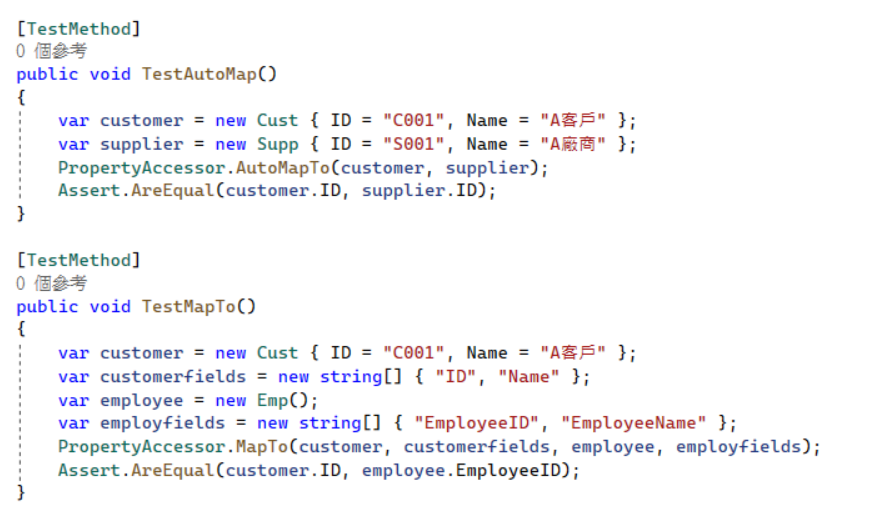 [TestMethod]
0 個參考
public void TestAutoMap()
{
    var customer = new Cust { ID = "C001", Name = "A客戶" };
    var supplier = new Supp { ID = "S001", Name = "A廠商" };
    PropertyAccessor.AutoMapTo(customer, supplier);
    Assert.AreEqual(customer.ID, supplier.ID);
}

[TestMethod]
0 個參考
public void TestMapTo()
{
    var customer = new Cust { ID = "C001", Name = "A客戶" };
    var customerfields = new string[] { "ID", "Name" };
    var employee = new Emp();
    var employfields = new string[] { "EmployeeID", "EmployeeName" };
    PropertyAccessor.MapTo(customer, customerfields, employee, employfields);
    Assert.AreEqual(customer.ID, employee.EmployeeID);
}